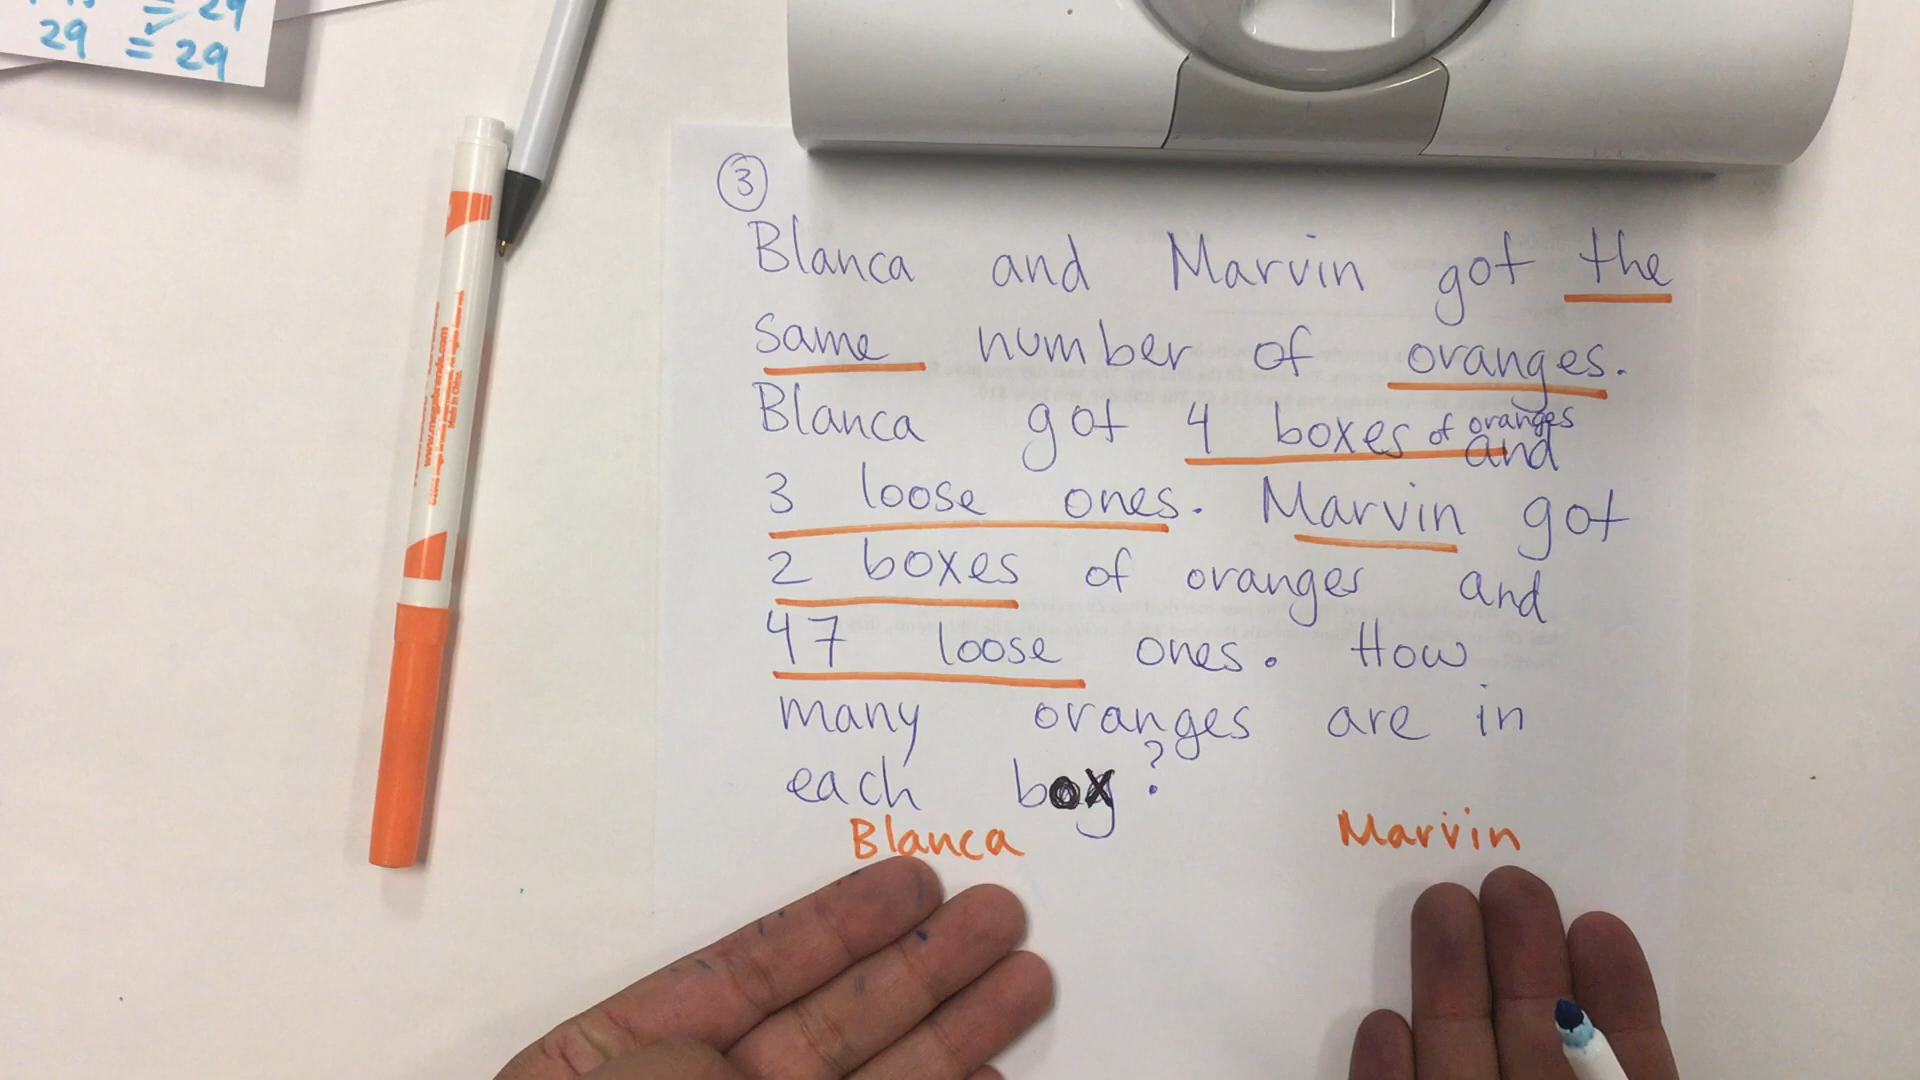 = 29
29 = 29
3
Blanca and Marvin got the
same number of oranges.
Blanca got 4 boxes of oranges and
3 loose ones. Marvin got
2 boxes of oranges and
47 loose ones. How
many oranges are in
each box?
Blanca Marvin